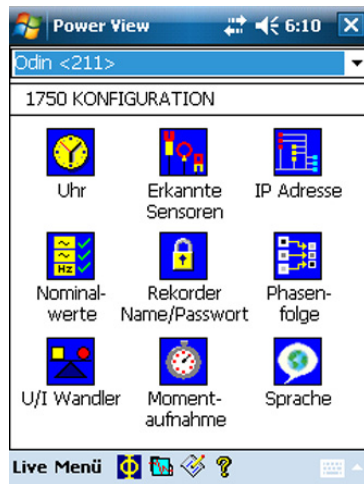 Power View 6:10
Odin <211>
1750 KONFIGURATION
Uhr
Erkannte
Sensoren
IP Adresse
~
~
HZ
Nominal-
werte
Rekorder
Name/Passwort
Phasen-
folge
U/I Wandler
Moment-
aufnahme
Sprache
Live Menü